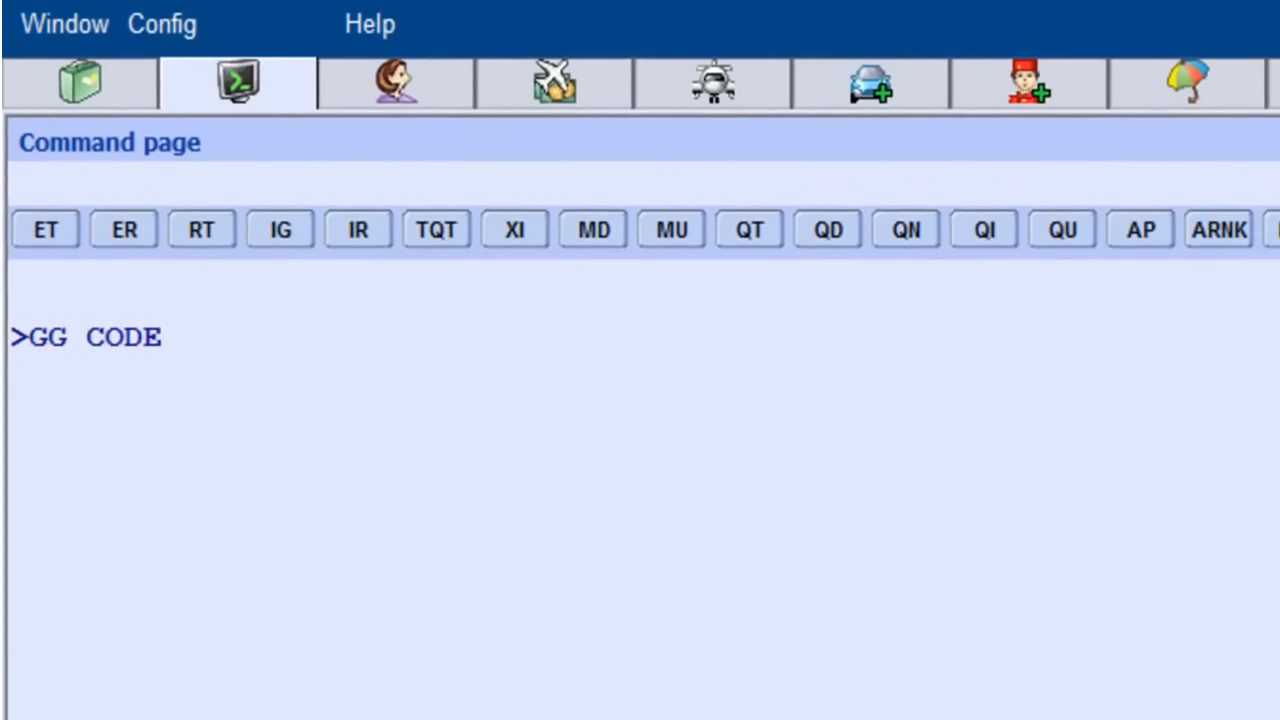 Window Config Help
Command page
ET ER RT IG IR TQT XI MD MU QT QD QN QI QU AP ARNK
>GG CODE